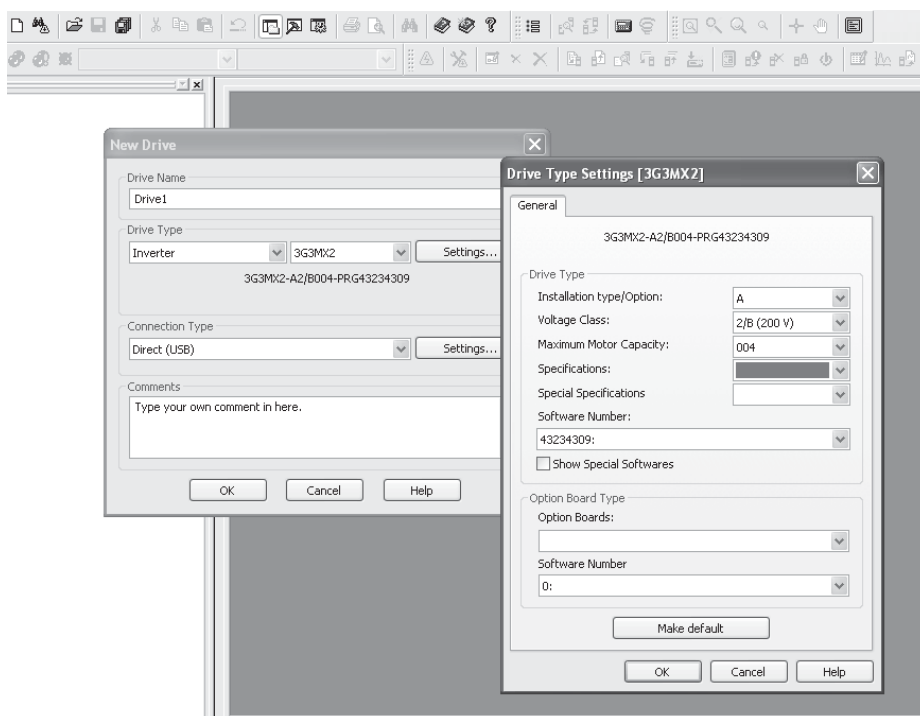 New Drive
Drive Name
Drive1
Drive Type
Inverter
3G3MX2
Settings...
3G3MX2-A2/B004-PRG43234309
Connection Type
Direct (USB)
Settings...
Comments
Type your own comment in here.
OK
Cancel
Help
Drive Type Settings [3G3MX2]
General
3G3MX2-A2/B004-PRG43234309
Drive Type
Installation type/Option:
A
Voltage Class:
2/B (200 V)
Maximum Motor Capacity:
004
Specifications:
Special Specifications
Software Number:
43234309:
Show Special Softwares
Option Board Type
Option Boards:
Software Number
0:
Make default
OK
Cancel
Help